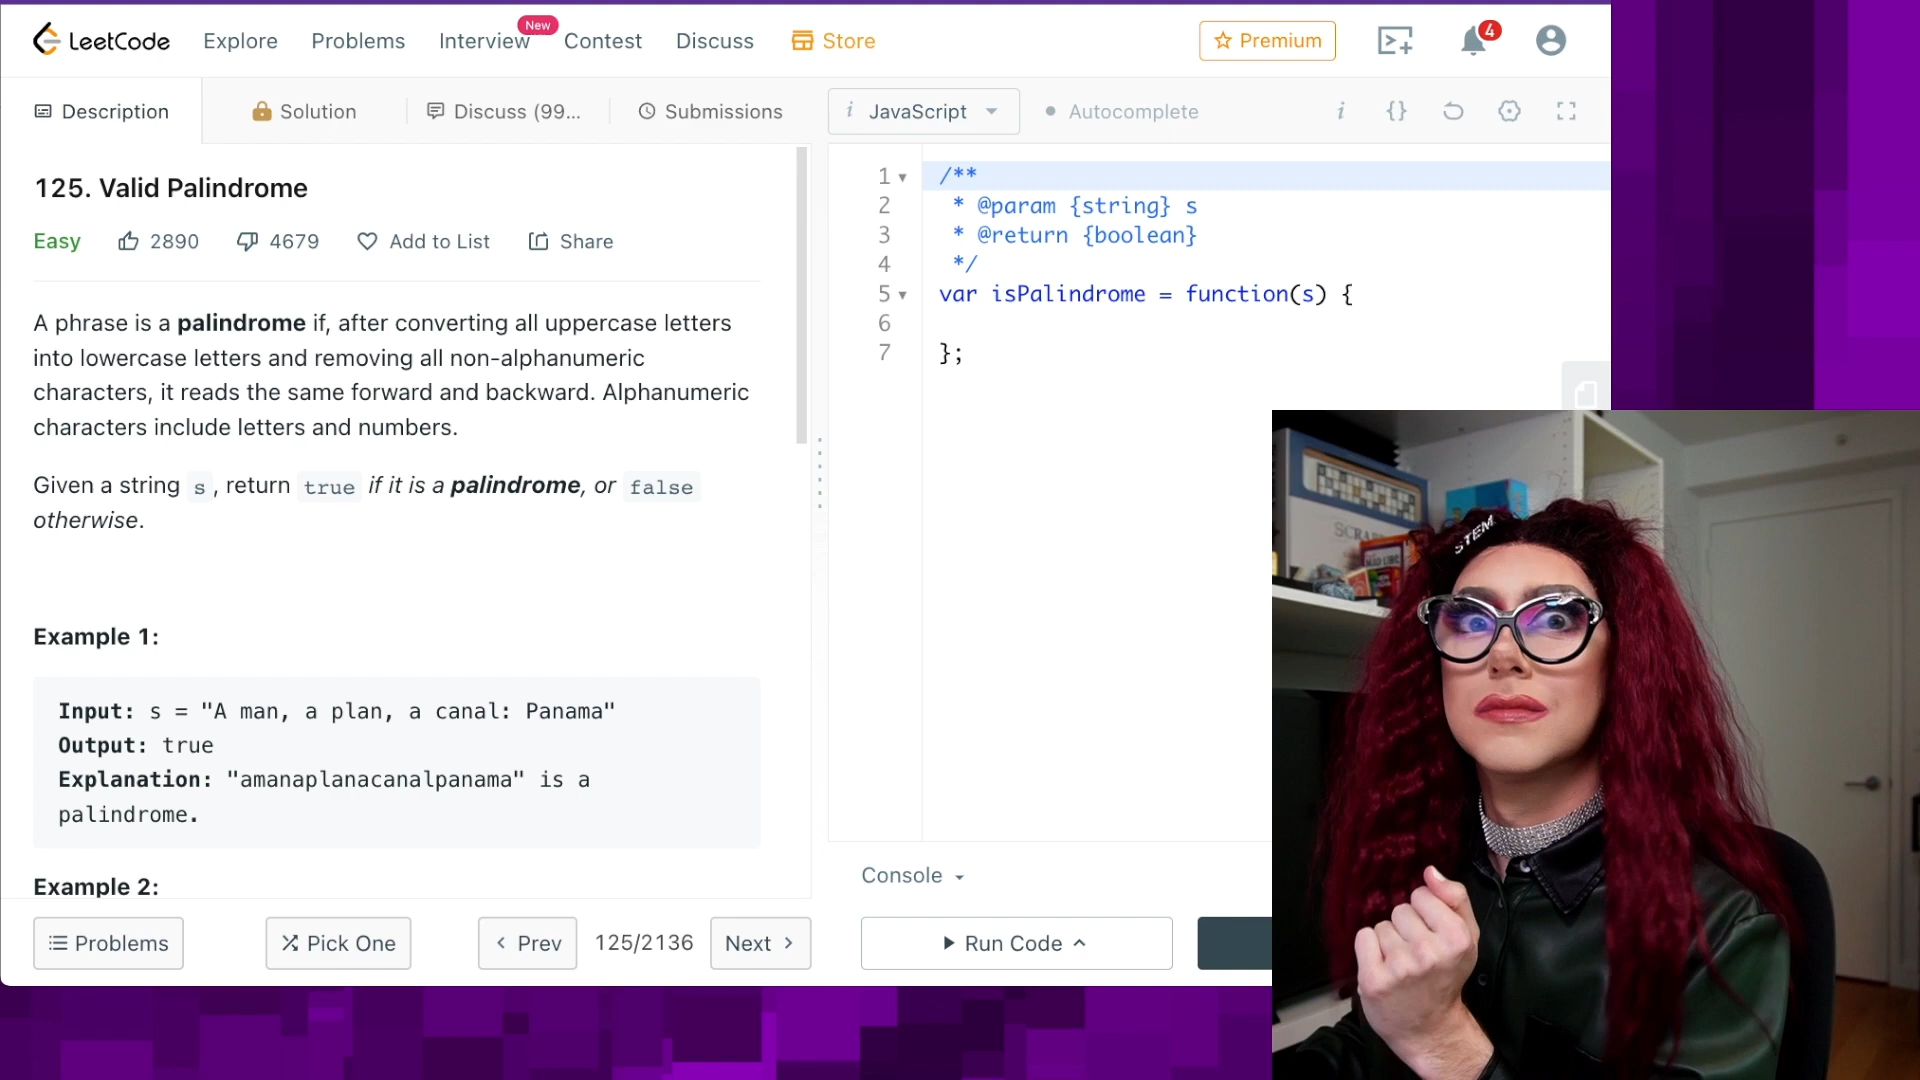 LeetCode Explore Problems Interview New Contest Discuss Store Premium 4
Description Solution Discuss (99... Submissions
i JavaScript Autocomplete i {}
125. Valid Palindrome
Easy 2890 4679 Add to List Share
A phrase is a palindrome if, after converting all uppercase letters
into lowercase letters and removing all non-alphanumeric
characters, it reads the same forward and backward. Alphanumeric
characters include letters and numbers.
Given a string s, return true if it is a palindrome, or false
otherwise.
Example 1:
Input: s = "A man, a plan, a canal: Panama"
Output: true
Explanation: "amanaplanacanalpanama" is a
palindrome.
Example 2:
Problems Pick One Prev 125/2136 Next
1 /**
2 * @param {string} s
3 * @return {boolean}
4 */
5 var isPalindrome = function(s) {
6
7 };
Console
Run Code
STEM